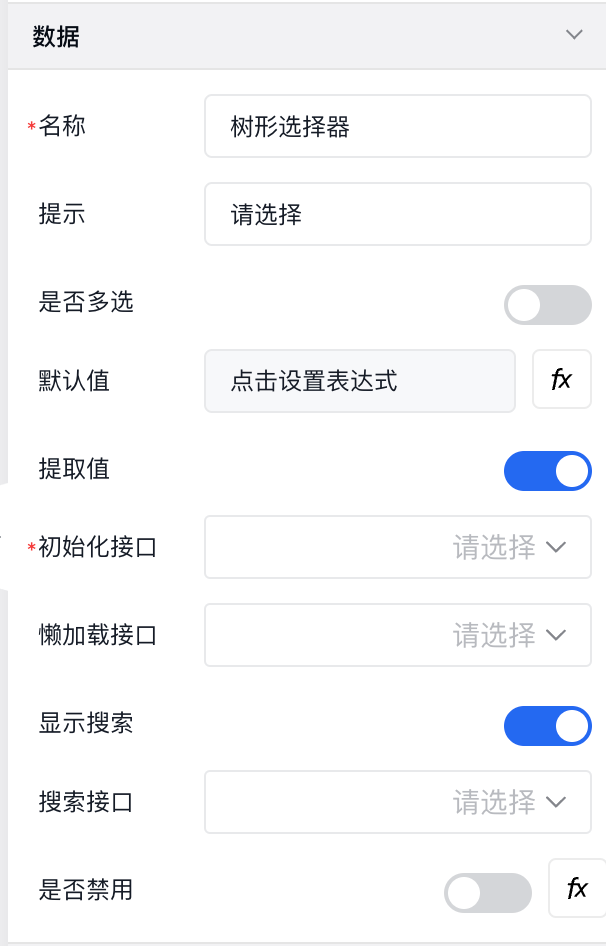 数据
*名称
树形选择器
提示
请选择
是否多选
默认值
点击设置表达式
fx
提取值
*初始化接口
请选择
懒加载接口
请选择
显示搜索
搜索接口
请选择
是否禁用
fx